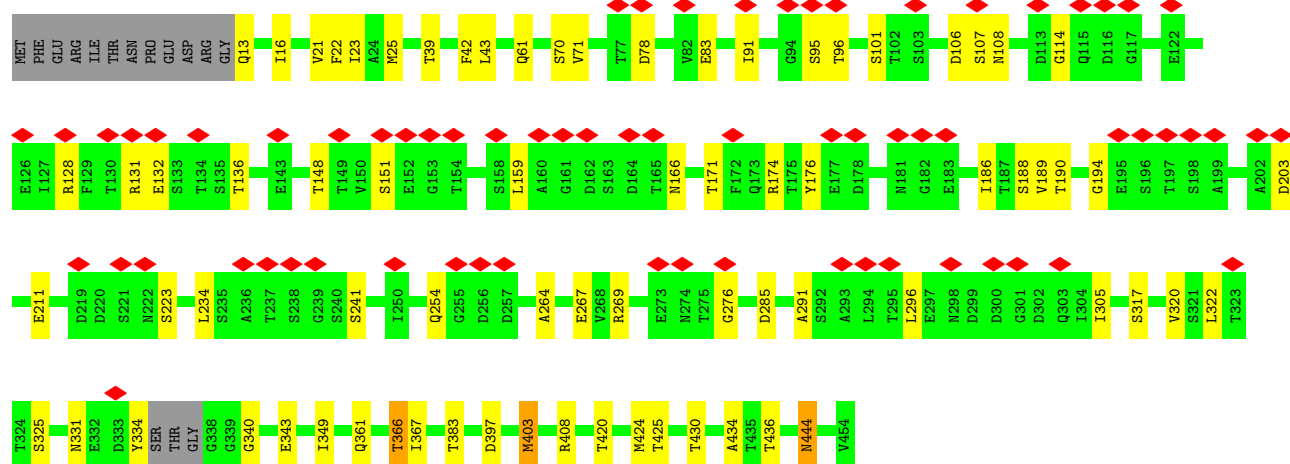 MET PHE GLU ARG ILE THR ASN PRO GLU ASP ARG GLY Q13 I16 V21 F22 I23 A24 M25 T39 F42 L43 Q61 S70 V71 T77 D78 V82 E83 I91 G94 S95 T96 S101 T102 S103 D106 S107 N108 D113 G114 Q115 D116 G117 E122
E126 I127 R128 F129 T130 R131 E132 S133 T134 S135 T136 E143 T148 T149 V150 S151 E152 G153 T154 S158 L159 A160 G161 D162 S163 D164 T165 N166 T171 F172 Q173 R174 T175 Y176 E177 D178 N181 G182 E183 I186 T187 S188 V189 T190 G194 E195 S196 T197 S198 A199 A202 D203
E211 D219 D220 S221 N222 S223 L234 S235 A236 T237 S238 G239 S240 S241 I250 Q254 G255 D256 D257 A264 E267 V268 R269 E273 N274 T275 G276 D285 A291 S292 A293 L294 T295 L296 E297 N298 D299 D300 G301 D302 Q303 I304 I305 S317 V320 S321 L322 T323
T324 S325 N331 E332 D333 Y334 SER THR GLY G338 G339 G340 E343 I349 Q361 T366 I367 T383 D397 M403 R408 T420 M424 T425 T430 A434 T435 T436 N444 V454